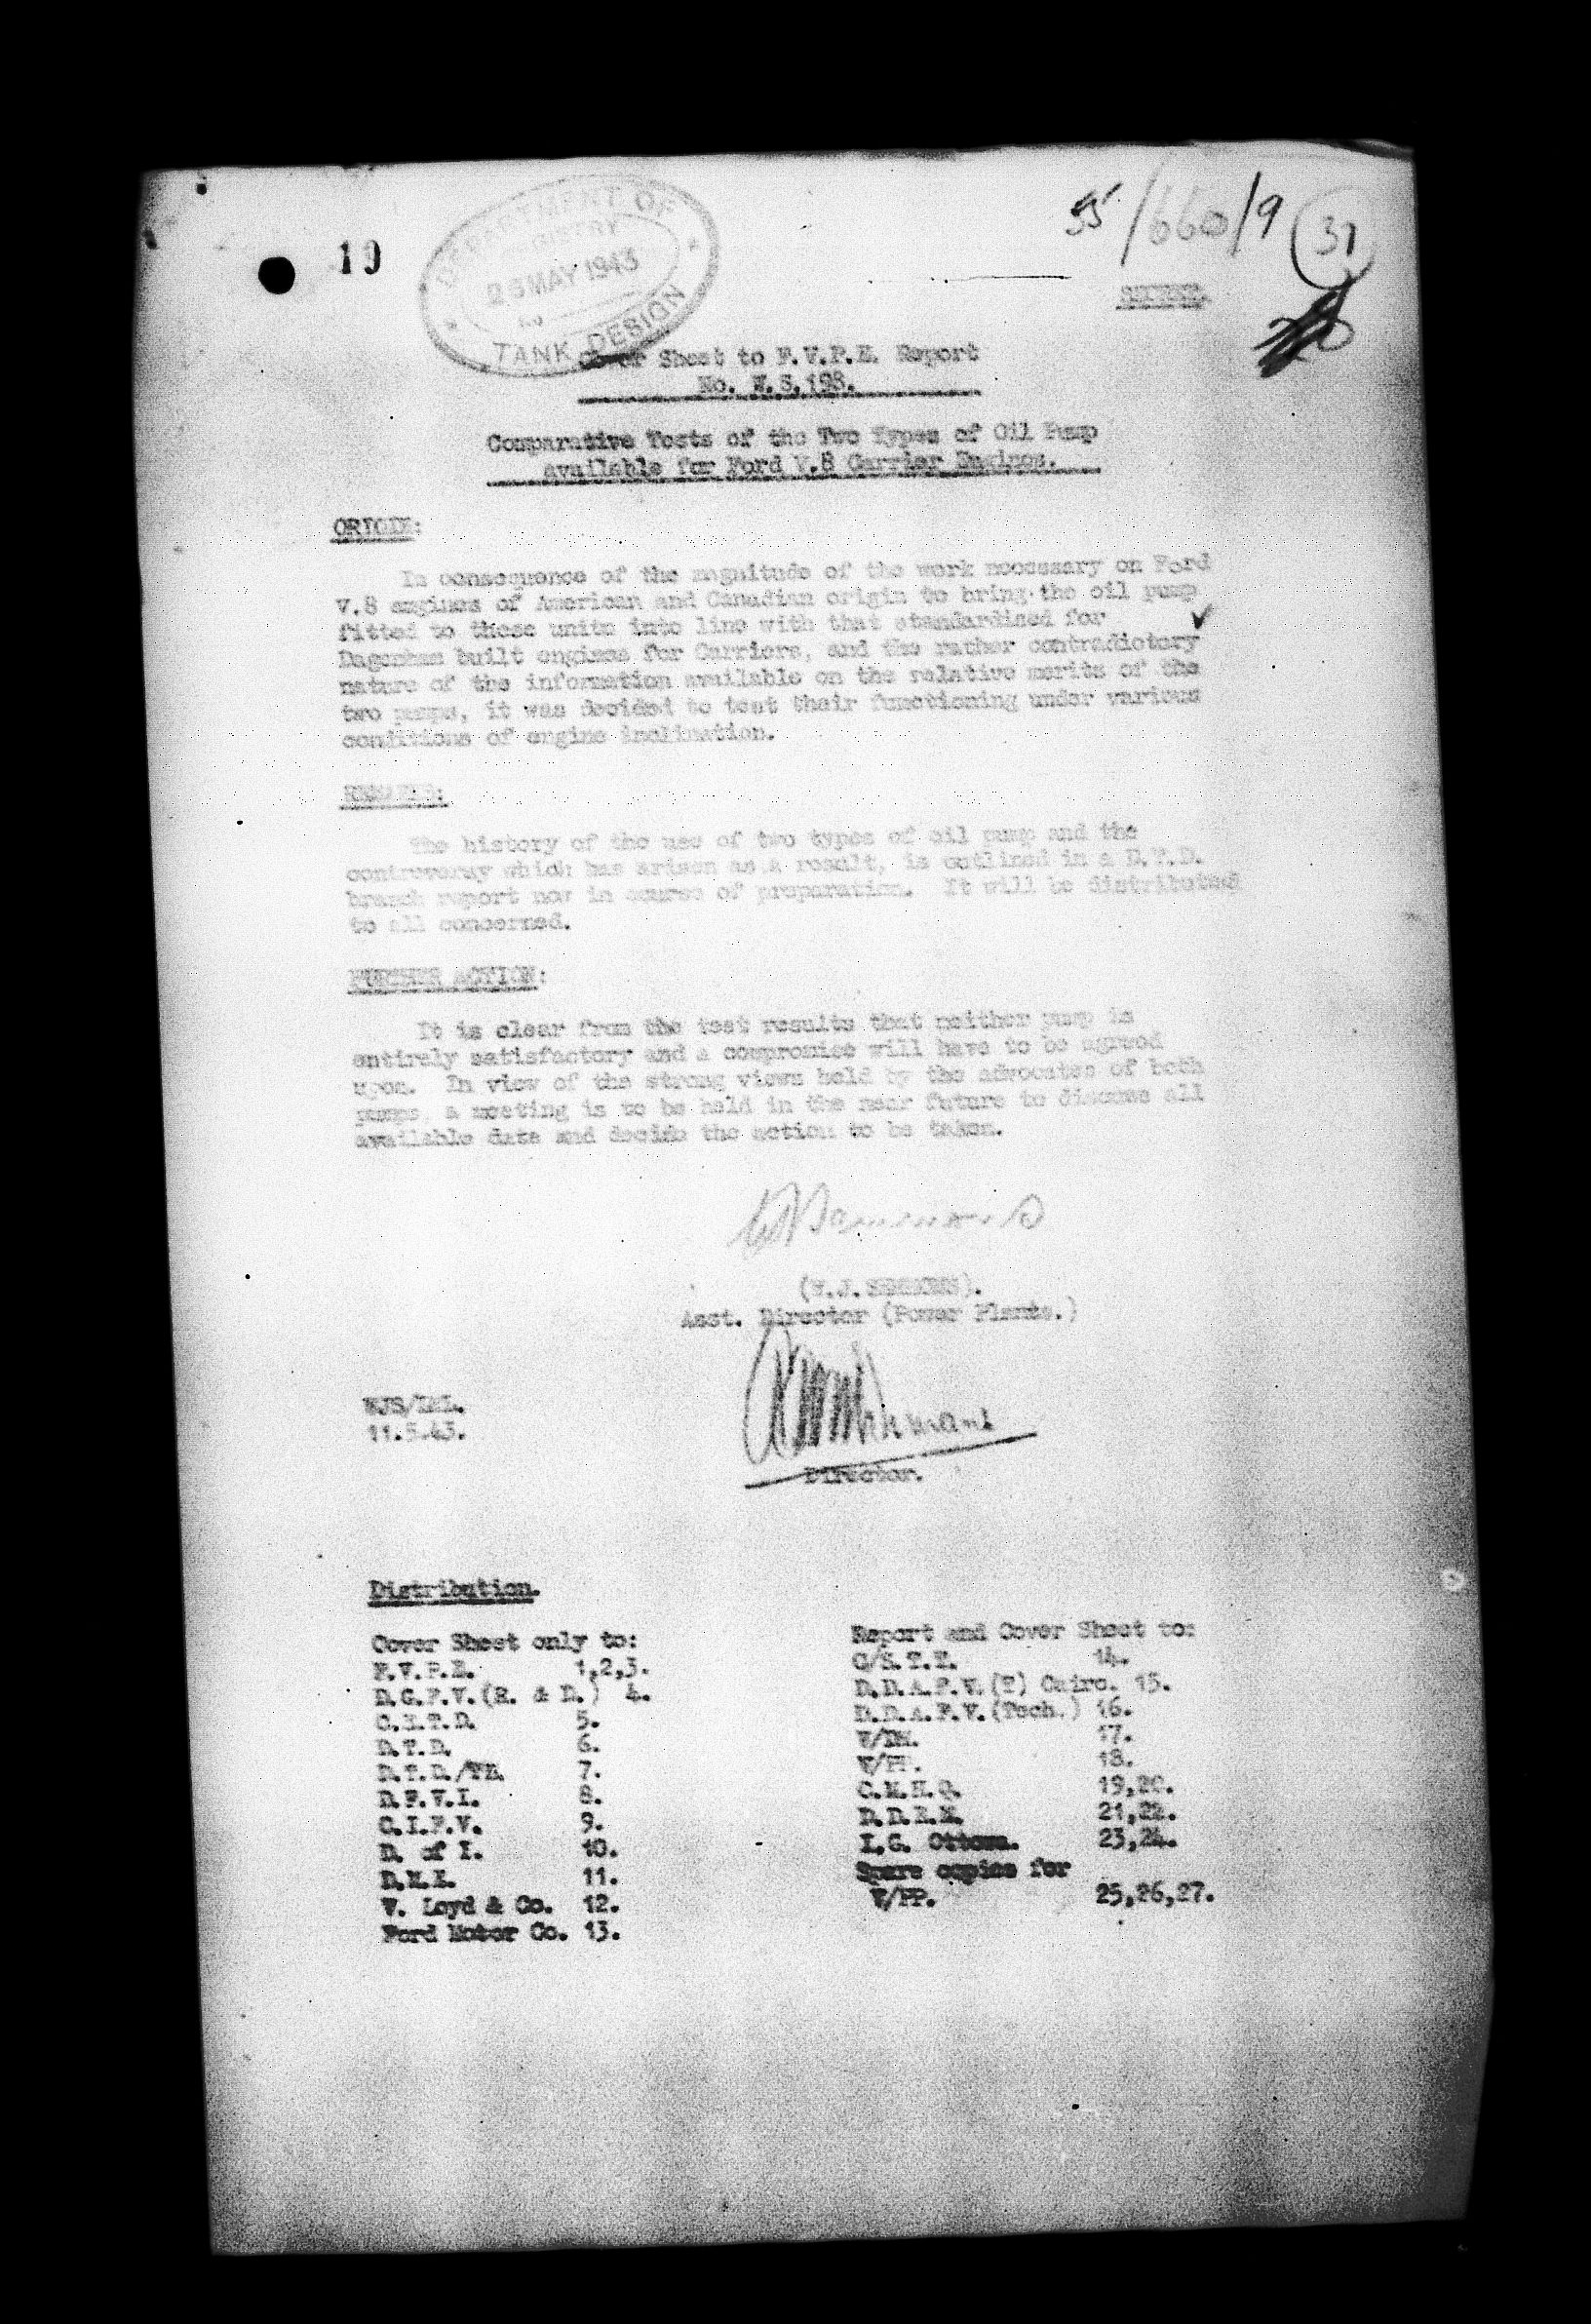 55/660/9
31
19
DEPARTMENT OF
REGISTRY
26 MAY 1943
No
TANK DESIGN
Cover Sheet to F.V.P.E. Report
No. W.S.198.
Comparative Tests of the Two Types of Oil Pump
available for Ford V.8 Carrier Engines.
ORIGIN:
In consequence of the magnitude of the work necessary on Ford
V.8 engines of American and Canadian origin to bring the oil pump
fitted to these units into line with that standardised for
Dagenham built engines for Carriers, and the rather contradictory
nature of the information available on the relative merits of the
two pumps, it was decided to test their functioning under various
conditions of engine inclination.
The history of the use of two types of oil pump and the
controversy which has arisen as a result, is outlined in a D.T.D.
branch report now in course of preparation. It will be distributed
to all concerned.
FURTHER ACTION:
It is clear from the test results that neither pump is
entirely satisfactory and a compromise will have to be agreed
upon. In view of the strong views held by the advocates of both
pumps, a meeting is to be held in the near future to discuss all
available data and decide the action to be taken.
Asst. Director (Power Plants.)
11.5.43.
Director.
Distribution.
Cover Sheet only to:
F.V.P.E. 1,2,3.
D.G.F.V.(R. & D.) 4.
5.
D.T.D. 6.
7.
D.F.V.I. 8.
C.I.F.V. 9.
D. of I. 10.
D.M.E. 11.
V. Loyd & Co. 12.
Ford Motor Co. 13.
Report and Cover Sheet to:
14.
D.D.A.F.V.(T) Cairo. 15.
D.D.A.F.V.(Tech.) 16.
17.
W/PP. 18.
C.M.H.Q. 19,20.
21,22.
I.G. Ottawa. 23,24.
Spare copies for
W/PP. 25,26,27.